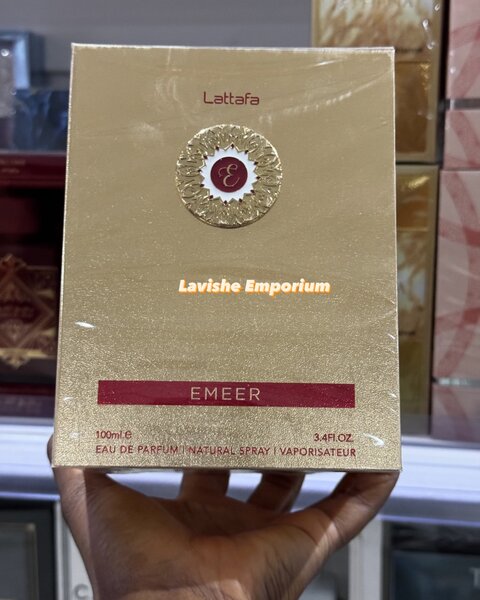 Lattafa
E
Lavishe Emporium
EMEER
100ml.e 3.4FL.OZ.
EAU DE PARFUM | NATURAL SPRAY | VAPORISATEUR